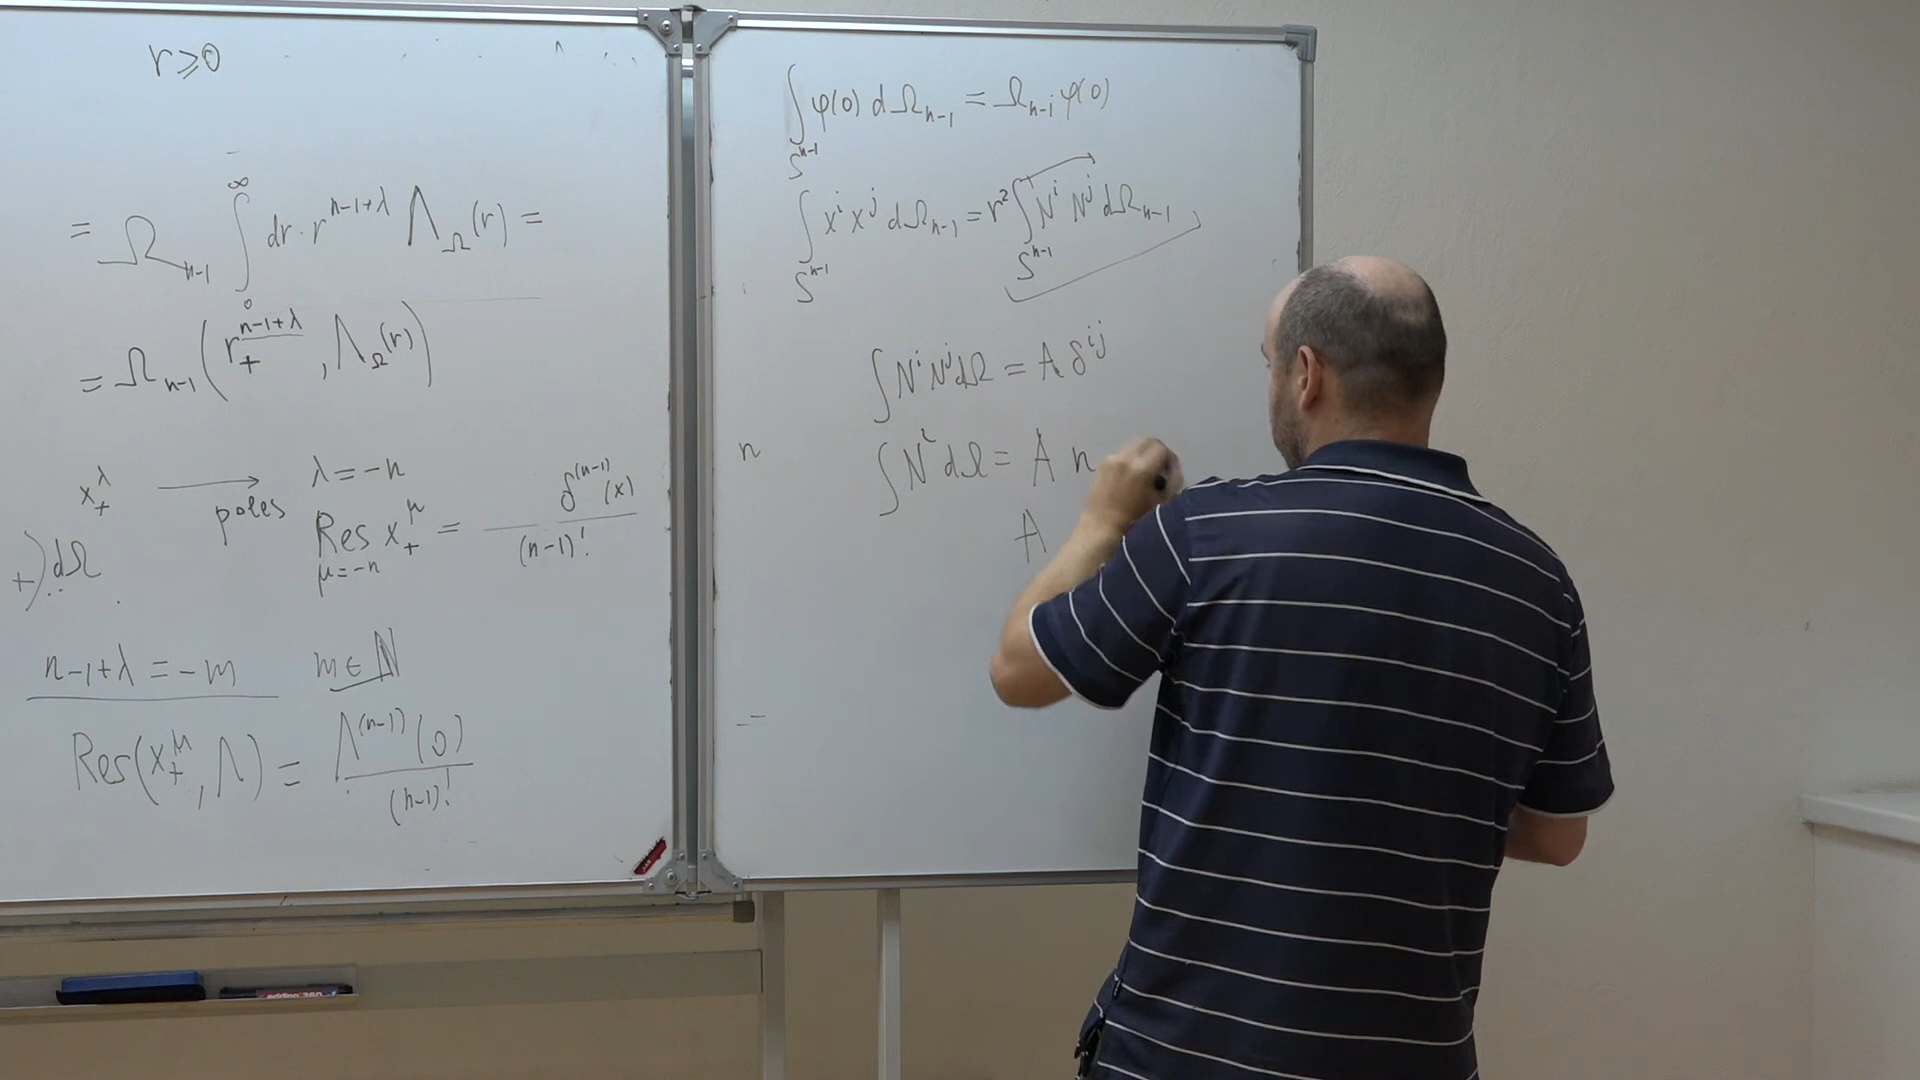 r ⩾ 0
= Ω_{n-1} ∫_0^∞ dr · r^{n-1+λ} Λ_Ω(r) =
= Ω_{n-1} ( r_+^{n-1+λ} , Λ_Ω(r) )
x_+^λ ⟶ poles λ = -n
Res_{μ=-n} x_+^μ = δ^{(n-1)}(x) / (n-1)!
+) dΩ
n-1+λ = -m m ∈ ℕ
Res(x_+^μ, Λ) = Λ^{(n-1)}(0) / (n-1)!
∫_{S^{n-1}} φ(0) dΩ_{n-1} = Ω_{n-1} φ(0)
∫_{S^{n-1}} x^i x^j dΩ_{n-1} = r^2 ∫_{S^{n-1}} N^i N^j dΩ_{n-1}
∫ N^i N^j dΩ = A δ^{ij}
n
∫ N^2 dΩ = A n
A
=